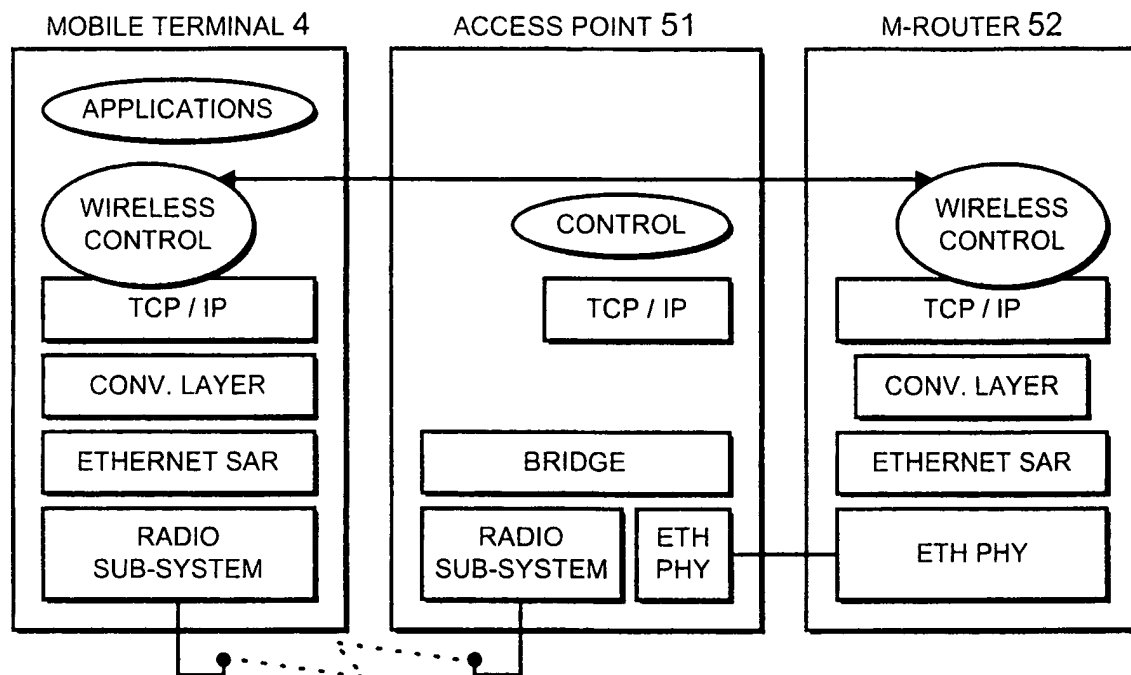 MOBILE TERMINAL 4
APPLICATIONS
WIRELESS
CONTROL
TCP / IP
CONV. LAYER
ETHERNET SAR
RADIO
SUB-SYSTEM
ACCESS POINT 51
CONTROL
TCP / IP
BRIDGE
RADIO
SUB-SYSTEM
ETH
PHY
M-ROUTER 52
WIRELESS
CONTROL
TCP / IP
CONV. LAYER
ETHERNET SAR
ETH PHY